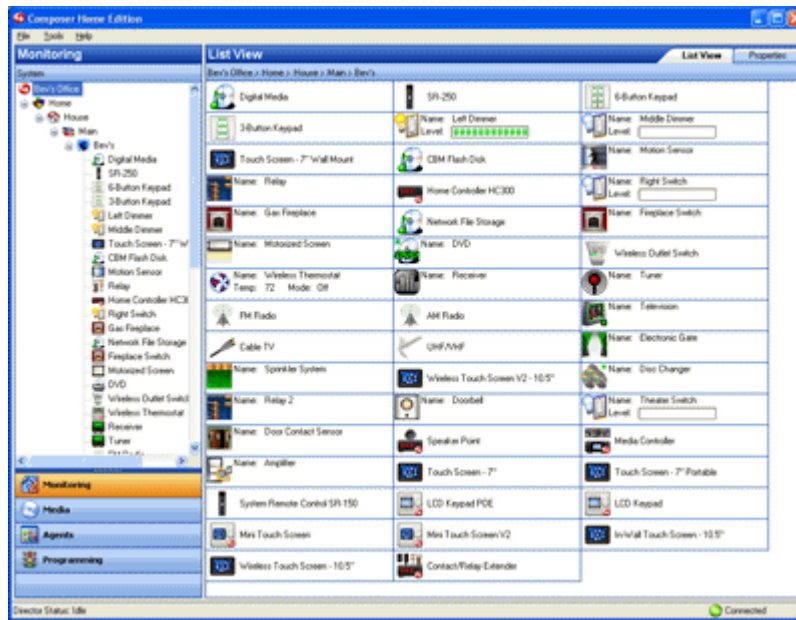 Composer Home Edition
File Tools Help
Monitoring
System
Bev's Office
Home
House
Main
Bev's
Digital Media
SR-250
6-Button Keypad
3-Button Keypad
Left Dimmer
Middle Dimmer
Touch Screen - 7" W
CBM Flash Disk
Motion Sensor
Relay
Home Controller HC3
Right Switch
Gas Fireplace
Network File Storage
Fireplace Switch
Motorized Screen
DVD
Wireless Outlet Switch
Wireless Thermostat
Receiver
Tuner
FM Radio
Monitoring
Media
Agents
Programming
List View
List View Properties
Bev's Office > Home > House > Main > Bev's
Digital Media SR-250 6-Button Keypad
3-Button Keypad Name: Left Dimmer Name: Middle Dimmer
Level: Level:
Touch Screen - 7" Wall Mount CBM Flash Disk Name: Motion Sensor
Name: Relay Home Controller HC300 Name: Right Switch
Level:
Name: Gas Fireplace Network File Storage Name: Fireplace Switch
Name: Motorized Screen Name: DVD Wireless Outlet Switch
Name: Wireless Thermostat Name: Receiver Name: Tuner
Temp: 72 Mode: Off
FM Radio AM Radio Name: Television
Cable TV UHF/VHF Name: Electronic Gate
Name: Sprinkler System Wireless Touch Screen V2 - 10.5" Name: Disc Changer
Name: Relay 2 Name: Doorbell Name: Theater Switch
Level:
Name: Door Contact Sensor Speaker Point Media Controller
Name: Amplifier Touch Screen - 7" Touch Screen - 7" Portable
System Remote Control SR-150 LCD Keypad POE LCD Keypad
Mini Touch Screen Mini Touch Screen V2 In-Wall Touch Screen - 10.5"
Wireless Touch Screen - 10.5" Contact/Relay Extender
Director Status: Idle Connected